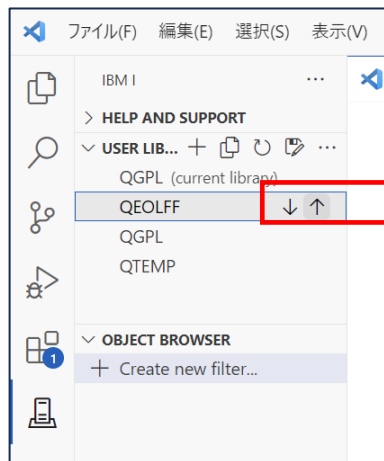 ファイル(F) 編集(E) 選択(S) 表示(V)
IBM I ...
HELP AND SUPPORT
USER LIB... ...
QGPL (current library)
QEOLFF
QGPL
QTEMP
1
OBJECT BROWSER
Create new filter...